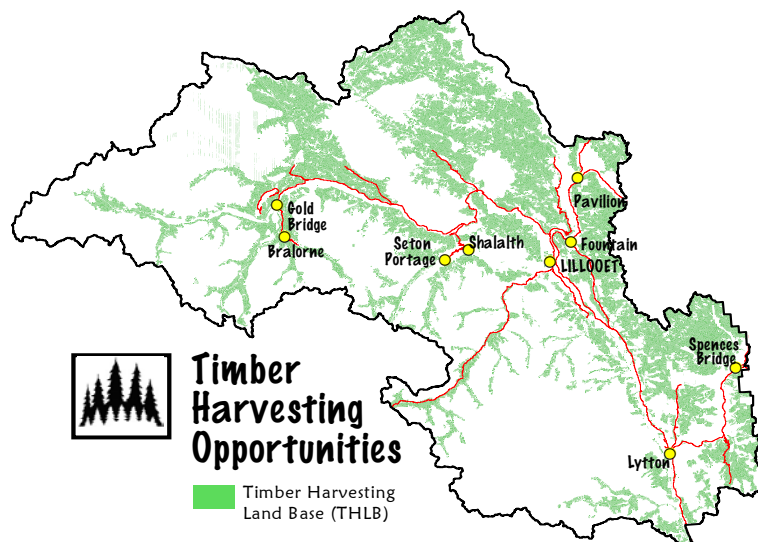 Pavilion
Gold
Bridge
Bralorne
Seton
Portage
Shalalth
Fountain
LILLOOET
Spences
Bridge
Lytton
Timber
Harvesting
Opportunities
Timber Harvesting
Land Base (THLB)